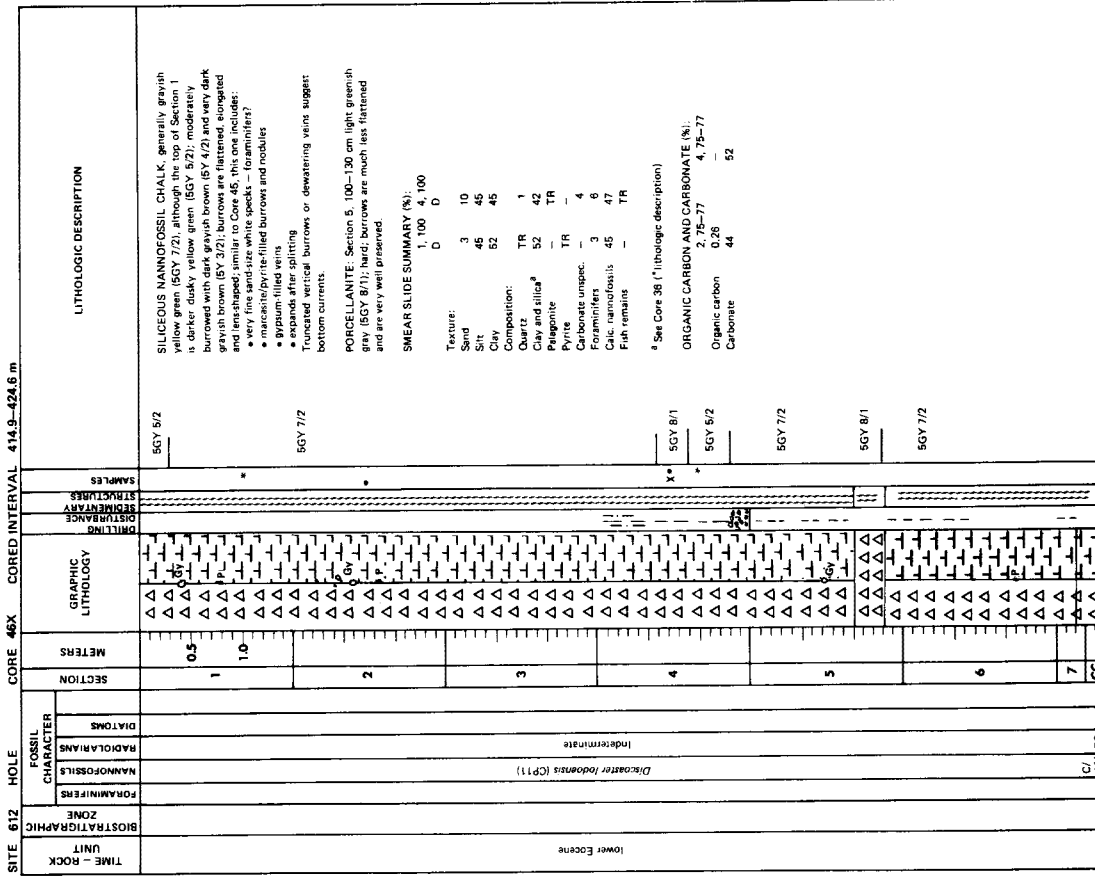 SITE 612 HOLE CORE 46X CORED INTERVAL 414.9–424.6 m
TIME – ROCK UNIT
BIOSTRATIGRAPHIC ZONE
FOSSIL CHARACTER
FORAMINIFERS
NANNOFOSSILS
RADIOLARIANS
DIATOMS
SECTION
METERS
GRAPHIC LITHOLOGY
DRILLING DISTURBANCE
SEDIMENTARY STRUCTURES
SAMPLES
LITHOLOGIC DESCRIPTION
lower Eocene
Discoaster lodoensis (CP11)
Indeterminate
C/
1
0.5
1.0
2
3
4
5
6
7
CC
Gy
P
P
Gy
P
Gy
P
*
•
X•
*
5GY 5/2
5GY 7/2
5GY 8/1
5GY 5/2
5GY 7/2
5GY 8/1
5GY 7/2
SILICEOUS NANNOFOSSIL CHALK, generally grayish
yellow green (5GY 7/2), although the top of Section 1
is darker dusky yellow green (5GY 5/2); moderately
burrowed with dark grayish brown (5Y 4/2) and very dark
grayish brown (5Y 3/2); burrows are flattened, elongated
and lens-shaped; similar to Core 45, this one includes:
• very fine sand-size white specks – foraminifers?
• marcasite/pyrite-filled burrows and nodules
• gypsum-filled veins
• expands after splitting
Truncated vertical burrows or dewatering veins suggest
bottom currents.
PORCELLANITE: Section 5, 100–130 cm light greenish
gray (5GY 8/1); hard; burrows are much less flattened
and are very well preserved.
SMEAR SLIDE SUMMARY (%):
1, 100 4, 100
D D
Texture:
Sand 3 10
Silt 45 45
Clay 52 45
Composition:
Quartz TR 1
Clay and silicaª 52 42
Palagonite – TR
Pyrite TR –
Carbonate unspec. – 4
Foraminifers 3 6
Calc. nannofossils 45 47
Fish remains – TR
ª See Core 38 (*lithologic description)
ORGANIC CARBON AND CARBONATE (%):
2, 75–77 4, 75–77
Organic carbon 0.26 –
Carbonate 44 52